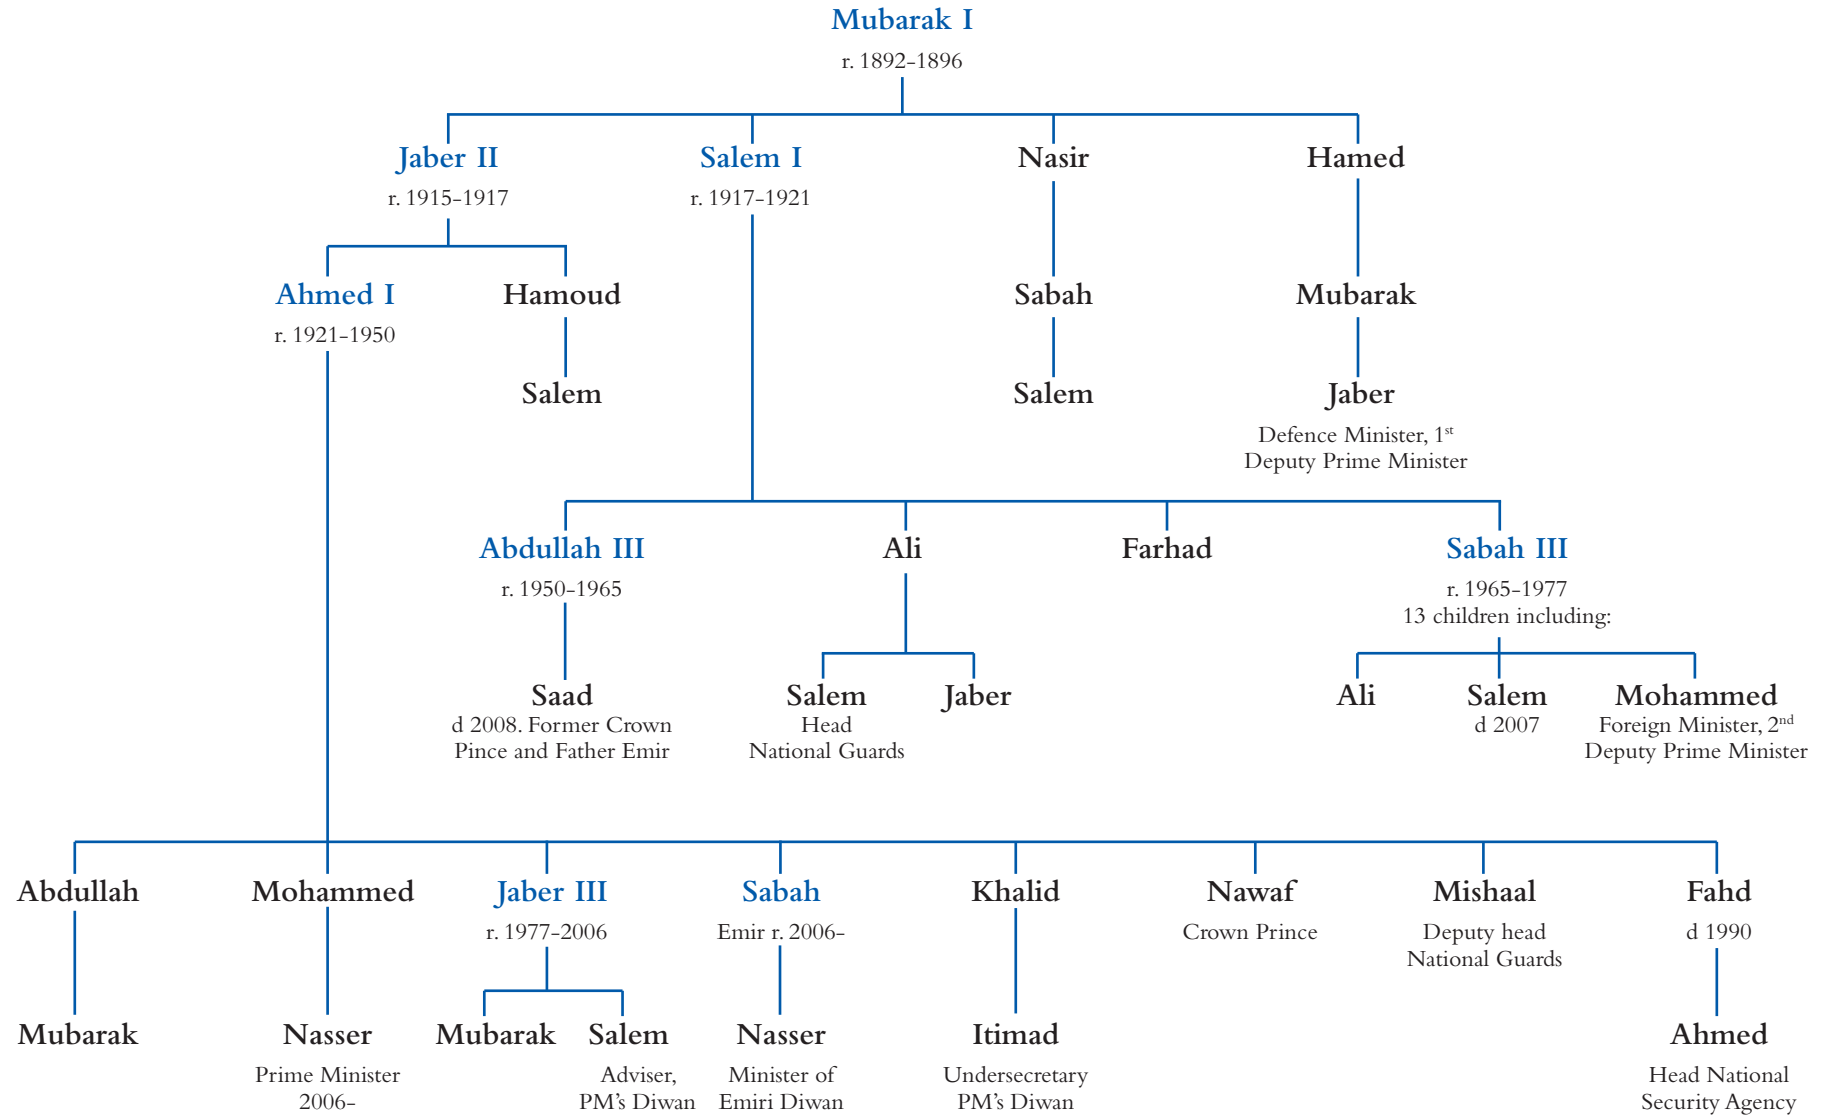 Mubarak I
r. 1892-1896
Jaber II
r. 1915-1917
Salem I
r. 1917-1921
Nasir
Hamed
Ahmed I
r. 1921-1950
Hamoud
Sabah
Mubarak
Salem
Salem
Jaber
Defence Minister, 1st
Deputy Prime Minister
Abdullah III
r. 1950-1965
Ali
Farhad
Sabah III
r. 1965-1977
13 children including:
Saad
d 2008. Former Crown
Pince and Father Emir
Salem
Head
National Guards
Jaber
Ali
Salem
d 2007
Mohammed
Foreign Minister, 2nd
Deputy Prime Minister
Abdullah
Mohammed
Jaber III
r. 1977-2006
Sabah
Emir r. 2006-
Khalid
Nawaf
Crown Prince
Mishaal
Deputy head
National Guards
Fahd
d 1990
Mubarak
Nasser
Prime Minister
2006-
Mubarak
Salem
Adviser,
PM's Diwan
Nasser
Minister of
Emiri Diwan
Itimad
Undersecretary
PM's Diwan
Ahmed
Head National
Security Agency